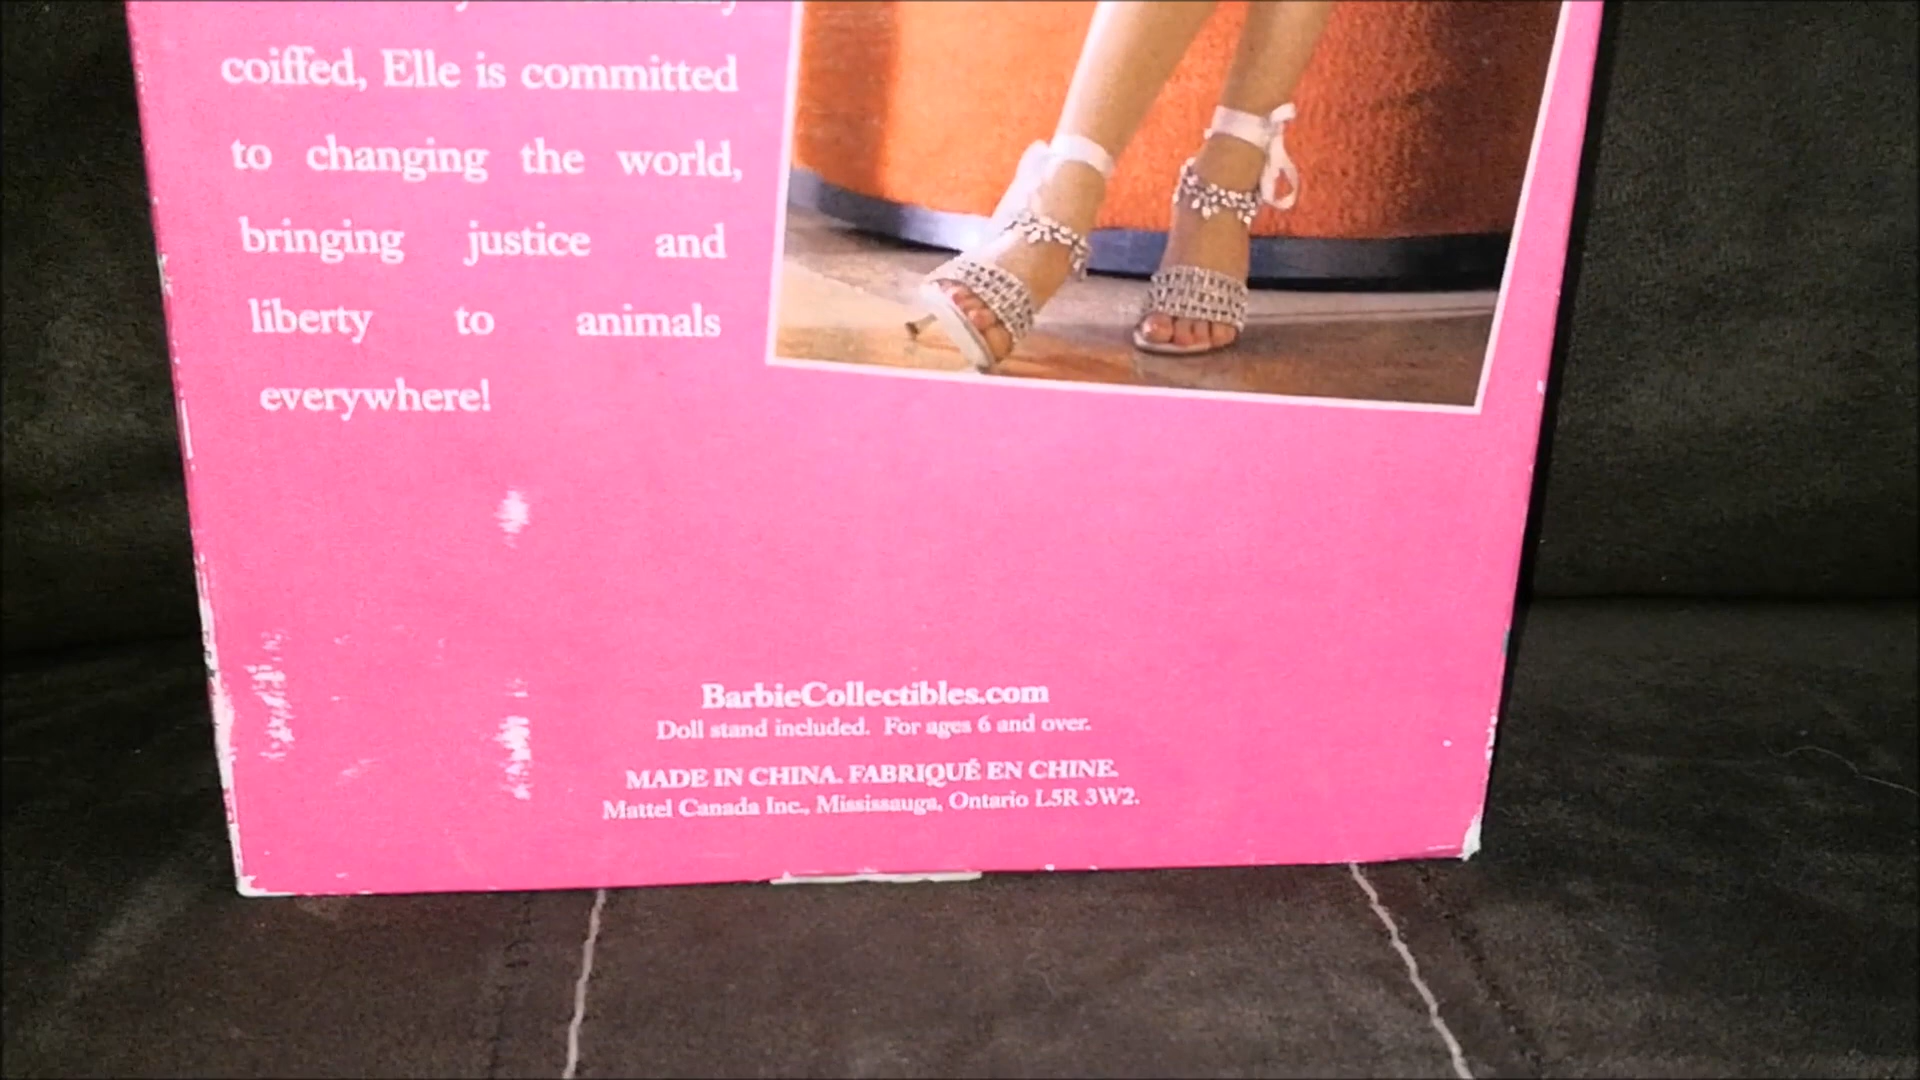 coiffed, Elle is committed
to changing the world,
bringing justice and
liberty to animals
everywhere!
BarbieCollectibles.com
Doll stand included. For ages 6 and over.
MADE IN CHINA. FABRIQUÉ EN CHINE.
Mattel Canada Inc., Mississauga, Ontario L5R 3W2.